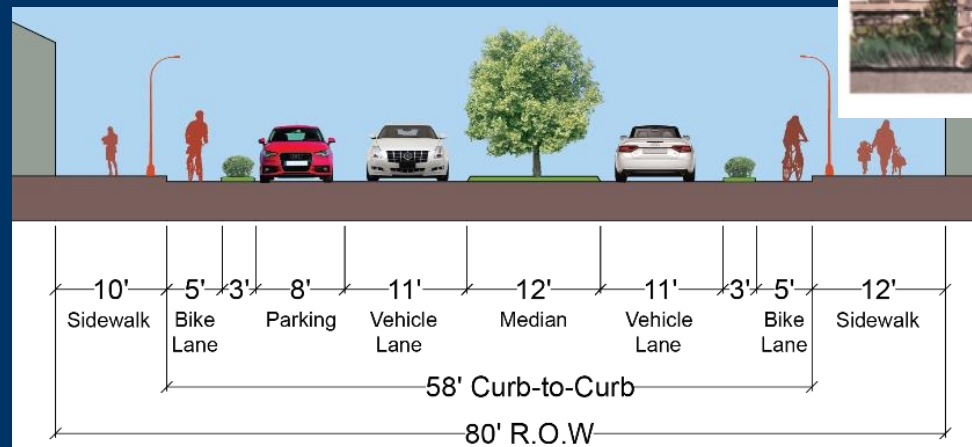 10' 5' 3' 8' 11' 12' 11' 3' 5' 12'
Sidewalk Bike Lane Parking Vehicle Lane Median Vehicle Lane Bike Lane Sidewalk
58' Curb-to-Curb
80' R.O.W